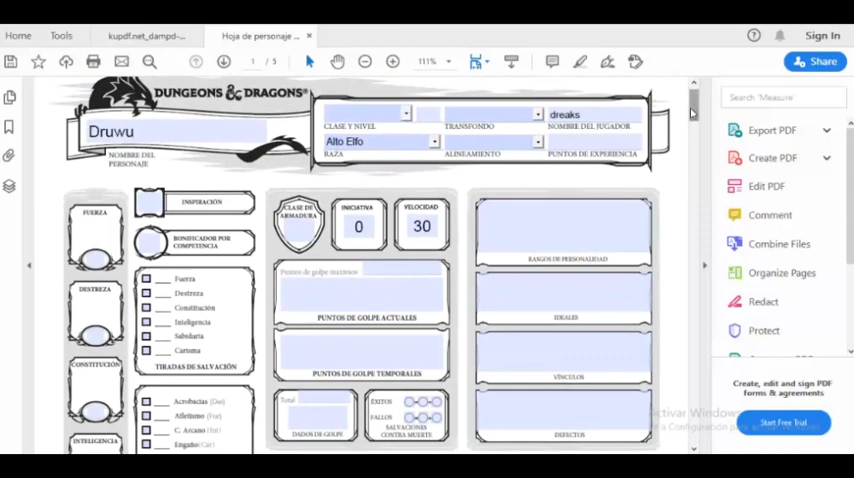 Home Tools kupdf.net_dampd-... Hoja de personaje ... × Sign In
1 / 5 111% Share
DUNGEONS & DRAGONS®
Druwu
NOMBRE DEL
PERSONAJE
dreaks
CLASE Y NIVEL TRANSFONDO NOMBRE DEL JUGADOR
Alto Elfo
RAZA ALINEAMIENTO PUNTOS DE EXPERIENCIA
FUERZA
DESTREZA
CONSTITUCIÓN
INTELIGENCIA
INSPIRACIÓN
BONIFICADOR POR
COMPETENCIA
Fuerza
Destreza
Constitución
Inteligencia
Sabiduría
Carisma
TIRADAS DE SALVACIÓN
Acrobacias (Des)
Atletismo (Fue)
C. Arcano (Int)
Engaño (Car)
CLASE DE
ARMADURA
INICIATIVA
0
VELOCIDAD
30
Puntos de golpe máximos
PUNTOS DE GOLPE ACTUALES
PUNTOS DE GOLPE TEMPORALES
Total
DADOS DE GOLPE
ÉXITOS
FALLOS
SALVACIONES
CONTRA MUERTE
RASGOS DE PERSONALIDAD
IDEALES
VÍNCULOS
DEFECTOS
Search 'Measure'
Export PDF
Create PDF
Edit PDF
Comment
Combine Files
Organize Pages
Redact
Protect
Create, edit and sign PDF
forms & agreements
Start Free Trial
Activar Windows
a Configuración